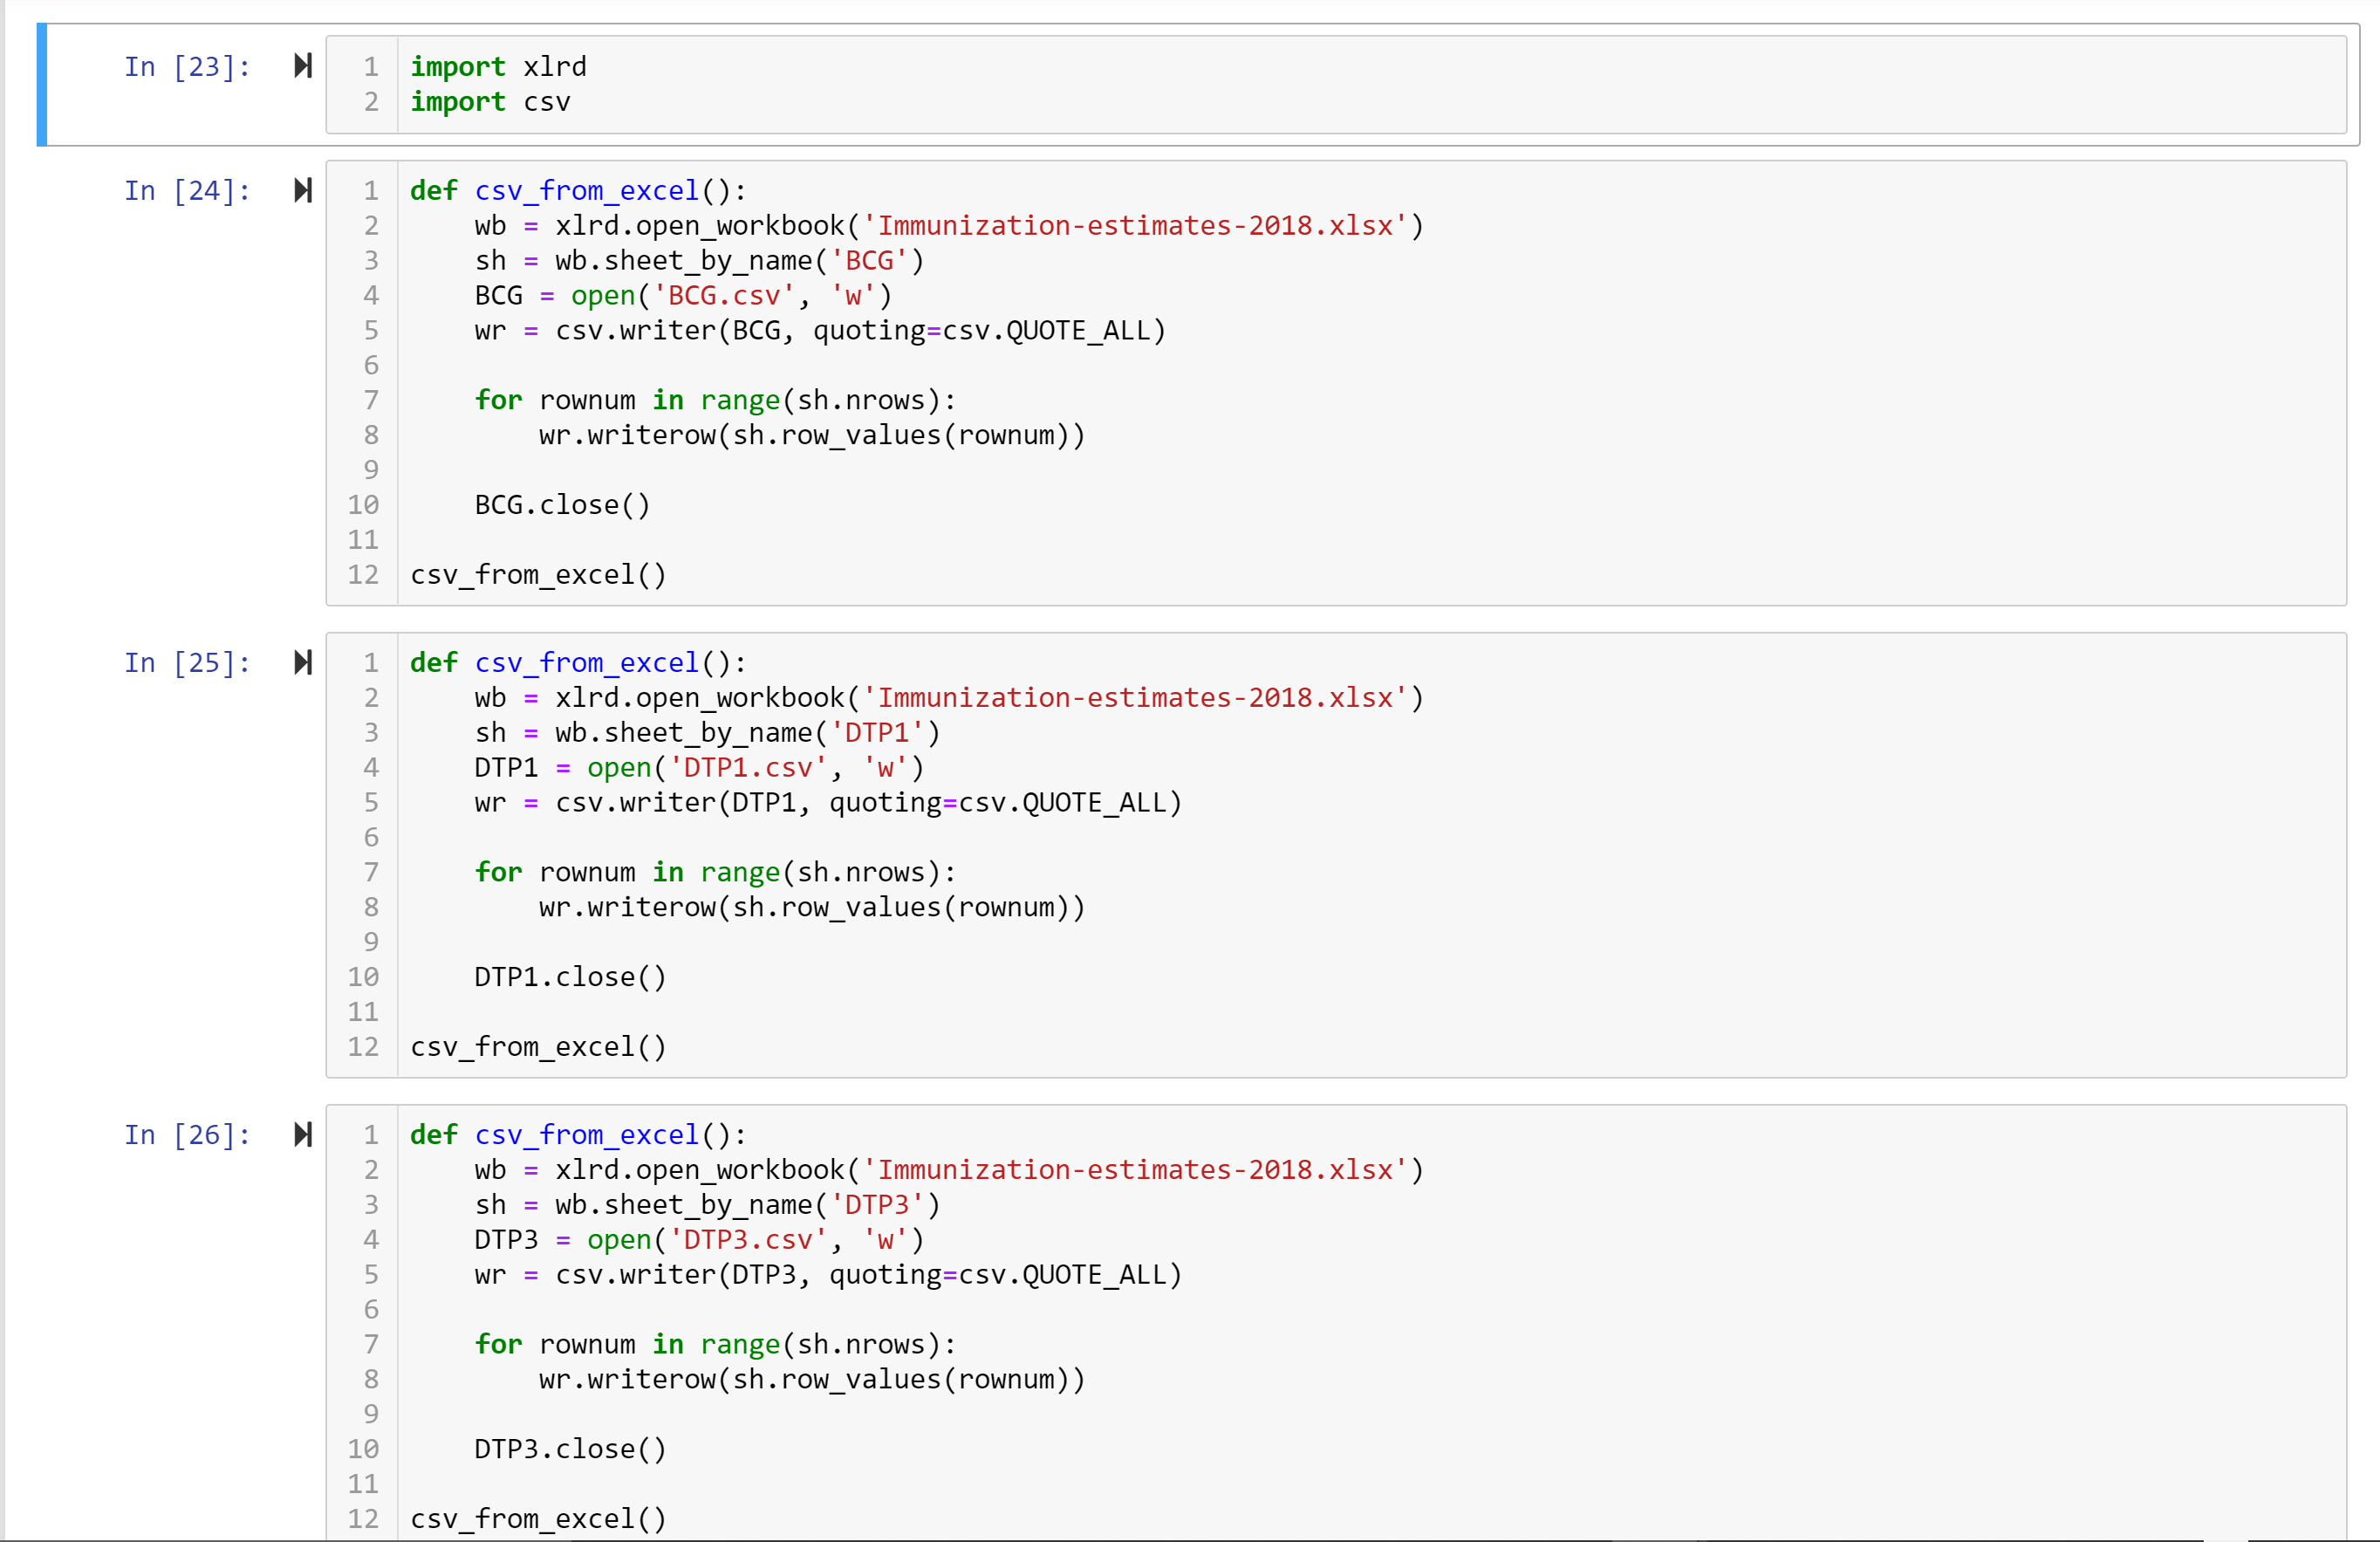 In [23]:
1 import xlrd
2 import csv
In [24]:
1 def csv_from_excel():
2     wb = xlrd.open_workbook('Immunization-estimates-2018.xlsx')
3     sh = wb.sheet_by_name('BCG')
4     BCG = open('BCG.csv', 'w')
5     wr = csv.writer(BCG, quoting=csv.QUOTE_ALL)
6
7     for rownum in range(sh.nrows):
8         wr.writerow(sh.row_values(rownum))
9
10     BCG.close()
11
12 csv_from_excel()
In [25]:
1 def csv_from_excel():
2     wb = xlrd.open_workbook('Immunization-estimates-2018.xlsx')
3     sh = wb.sheet_by_name('DTP1')
4     DTP1 = open('DTP1.csv', 'w')
5     wr = csv.writer(DTP1, quoting=csv.QUOTE_ALL)
6
7     for rownum in range(sh.nrows):
8         wr.writerow(sh.row_values(rownum))
9
10     DTP1.close()
11
12 csv_from_excel()
In [26]:
1 def csv_from_excel():
2     wb = xlrd.open_workbook('Immunization-estimates-2018.xlsx')
3     sh = wb.sheet_by_name('DTP3')
4     DTP3 = open('DTP3.csv', 'w')
5     wr = csv.writer(DTP3, quoting=csv.QUOTE_ALL)
6
7     for rownum in range(sh.nrows):
8         wr.writerow(sh.row_values(rownum))
9
10     DTP3.close()
11
12 csv_from_excel()